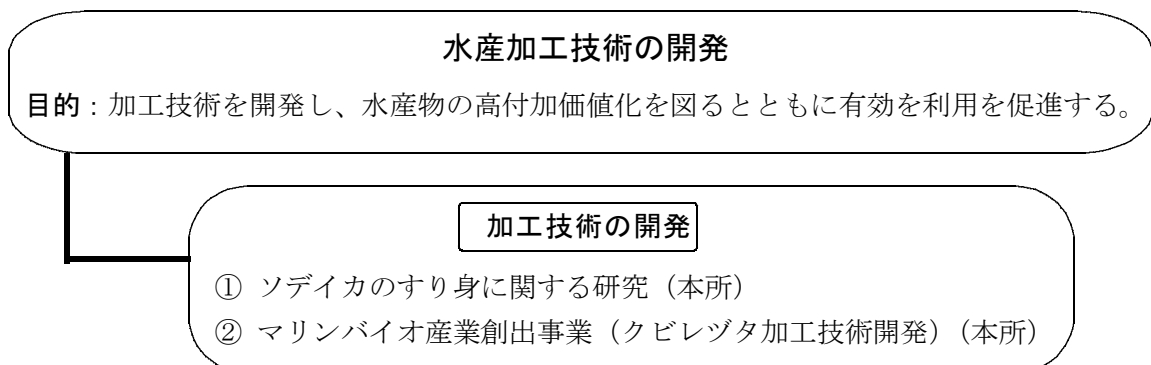 水産加工技術の開発
目的：加工技術を開発し、水産物の高付加価値化を図るとともに有効を利用を促進する。
加工技術の開発
① ソデイカのすり身に関する研究（本所）
② マリンバイオ産業創出事業（クビレヅタ加工技術開発）（本所）